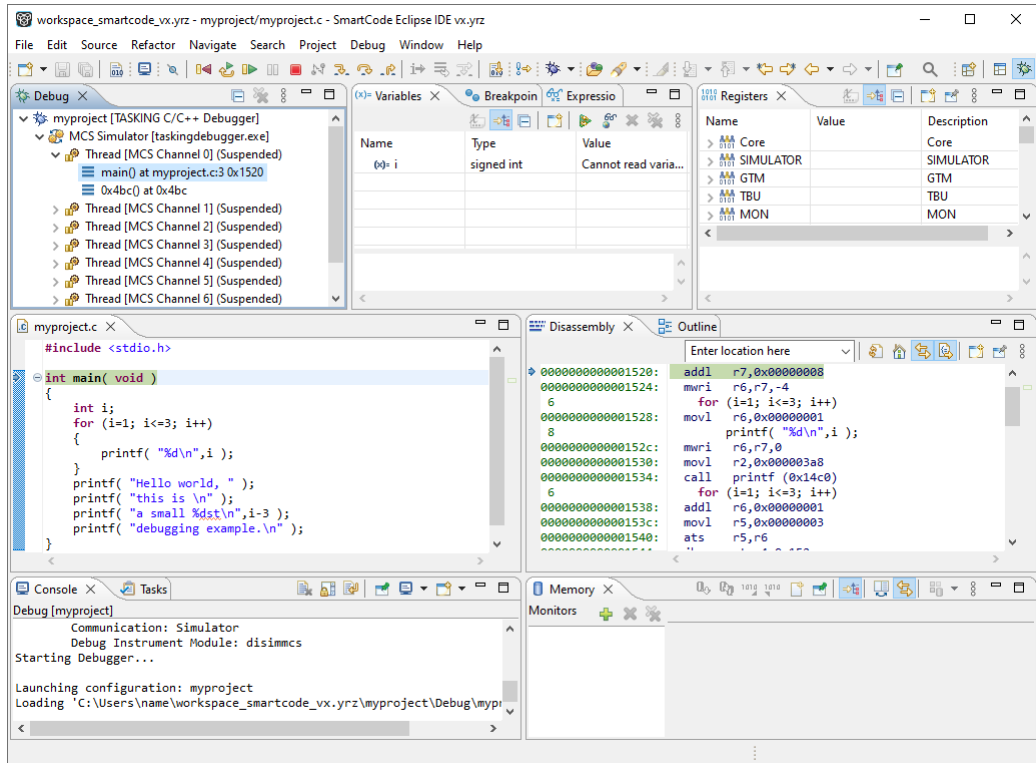 workspace_smartcode_vx.yrz - myproject/myproject.c - SmartCode Eclipse IDE vx.yrz
File Edit Source Refactor Navigate Search Project Debug Window Help
Debug
myproject [TASKING C/C++ Debugger]
MCS Simulator [taskingdebugger.exe]
Thread [MCS Channel 0] (Suspended)
main() at myproject.c:3 0x1520
0x4bc() at 0x4bc
Thread [MCS Channel 1] (Suspended)
Thread [MCS Channel 2] (Suspended)
Thread [MCS Channel 3] (Suspended)
Thread [MCS Channel 4] (Suspended)
Thread [MCS Channel 5] (Suspended)
Thread [MCS Channel 6] (Suspended)
(x)= Variables Breakpoin Expressio
Name Type Value
(x)= i signed int Cannot read varia...
1010 0101 Registers
Name Value Description
Core Core
SIMULATOR SIMULATOR
GTM GTM
TBU TBU
MON MON
myproject.c
#include <stdio.h>
int main( void )
{
int i;
for (i=1; i<=3; i++)
{
printf( "%d\n",i );
}
printf( "Hello world, " );
printf( "this is \n" );
printf( "a small %dst\n",i-3 );
printf( "debugging example.\n" );
}
Disassembly Outline
Enter location here
0000000000001520: addl r7,0x00000008
0000000000001524: mwri r6,r7,-4
6 for (i=1; i<=3; i++)
0000000000001528: movl r6,0x00000001
8 printf( "%d\n",i );
000000000000152c: mwri r6,r7,0
0000000000001530: movl r2,0x000003a8
0000000000001534: call printf (0x14c0)
6 for (i=1; i<=3; i++)
0000000000001538: addl r6,0x00000001
000000000000153c: movl r5,0x00000003
0000000000001540: ats r5,r6
Console Tasks
Debug [myproject]
Communication: Simulator
Debug Instrument Module: disimmcs
Starting Debugger...
Launching configuration: myproject
Loading 'C:\Users\name\workspace_smartcode_vx.yrz\myproject\Debug\mypr
Memory
Monitors